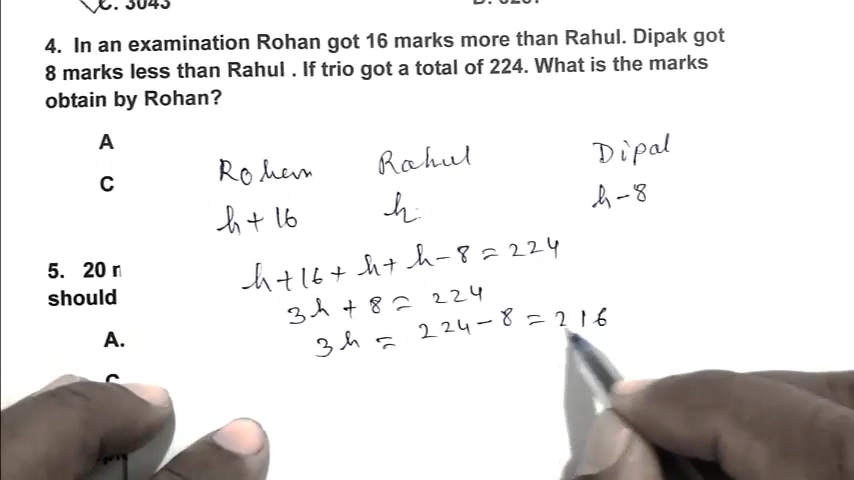 C. 3043
4. In an examination Rohan got 16 marks more than Rahul. Dipak got
8 marks less than Rahul . If trio got a total of 224. What is the marks
obtain by Rohan?
A
C
Rohan Rahul Dipal
h+16 h h-8
h+16+h+h-8=224
3h+8=224
3h=224-8=216
5. 20
should
A.
C